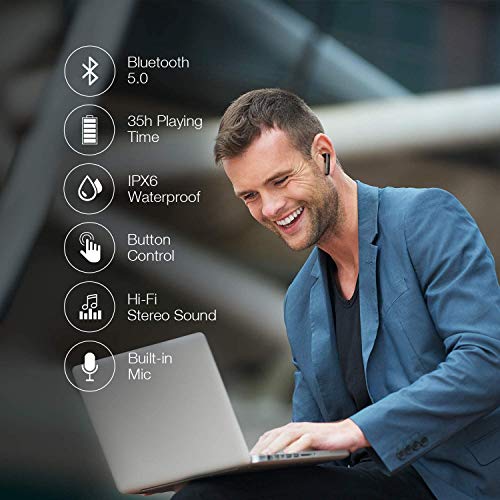 Bluetooth
5.0
35h Playing
Time
IPX6
Waterproof
Button
Control
Hi-Fi
Stereo Sound
Built-in
Mic